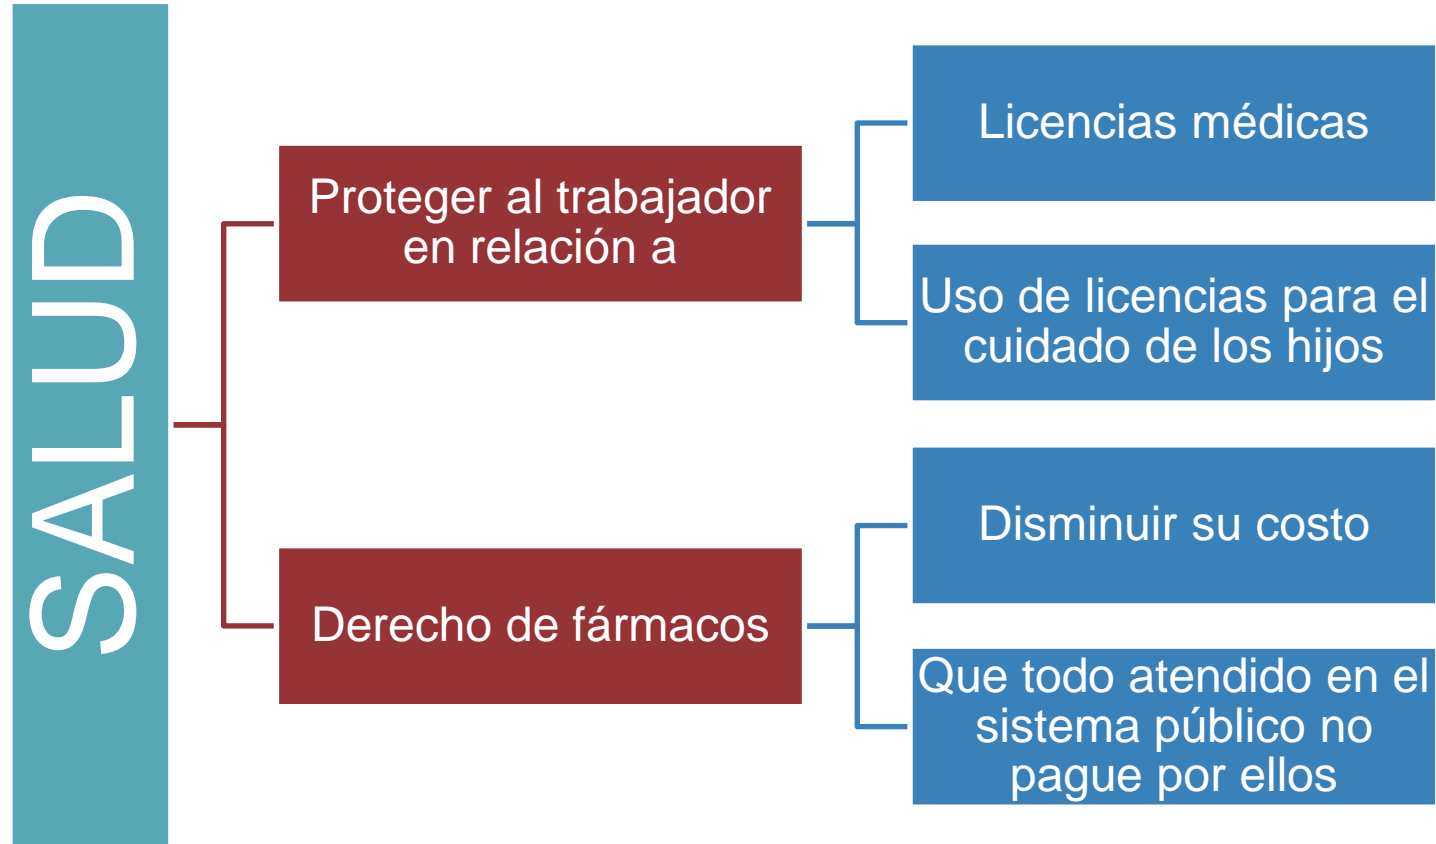 SALUD
Proteger al trabajador
en relación a
Licencias médicas
Uso de licencias para el
cuidado de los hijos
Derecho de fármacos
Disminuir su costo
Que todo atendido en el
sistema público no
pague por ellos